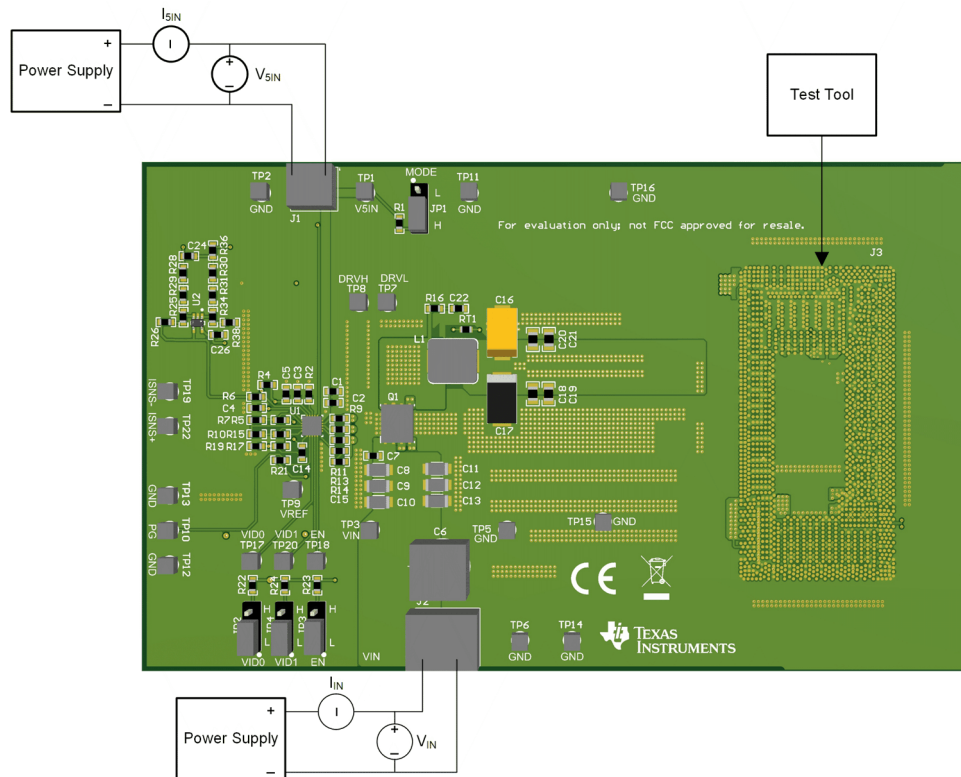 I5IN
+
Power Supply
−
I
+
−
V5IN
Test Tool
TP2
GND
J1
TP1
V5IN
MODE
L
R1
JP1
H
TP11
GND
TP16
GND
For evaluation only; not FCC approved for resale.
J3
C24
R36
R28
R30
R29
R31
R25
U2
R34
R26
C26
R38
DRVH
TP8
DRVL
TP7
R16
C22
C16
RT1
L1
C20
C21
C18
C19
C17
ISNS-
TP19
ISNS+
TP22
R4
C5
C3
R2
C1
R6
C4
U1
C2
R9
R7
R5
R10
R15
R19
R17
R21
C14
R11
R13
R14
C15
Q1
C7
C8
C9
C10
C11
C12
C13
TP9
VREF
GND
TP13
PG
TP10
GND
TP12
TP3
VIN
C6
TP5
GND
TP15
GND
VID0
TP17
VID1
TP20
EN
TP18
R22
R24
R23
H
H
H
JP2
JP4
JP3
L
L
L
VID0
VID1
EN
VIN
J2
CE
TP6
GND
TP14
GND
TEXAS
INSTRUMENTS
IIN
+
Power Supply
−
I
+
−
VIN